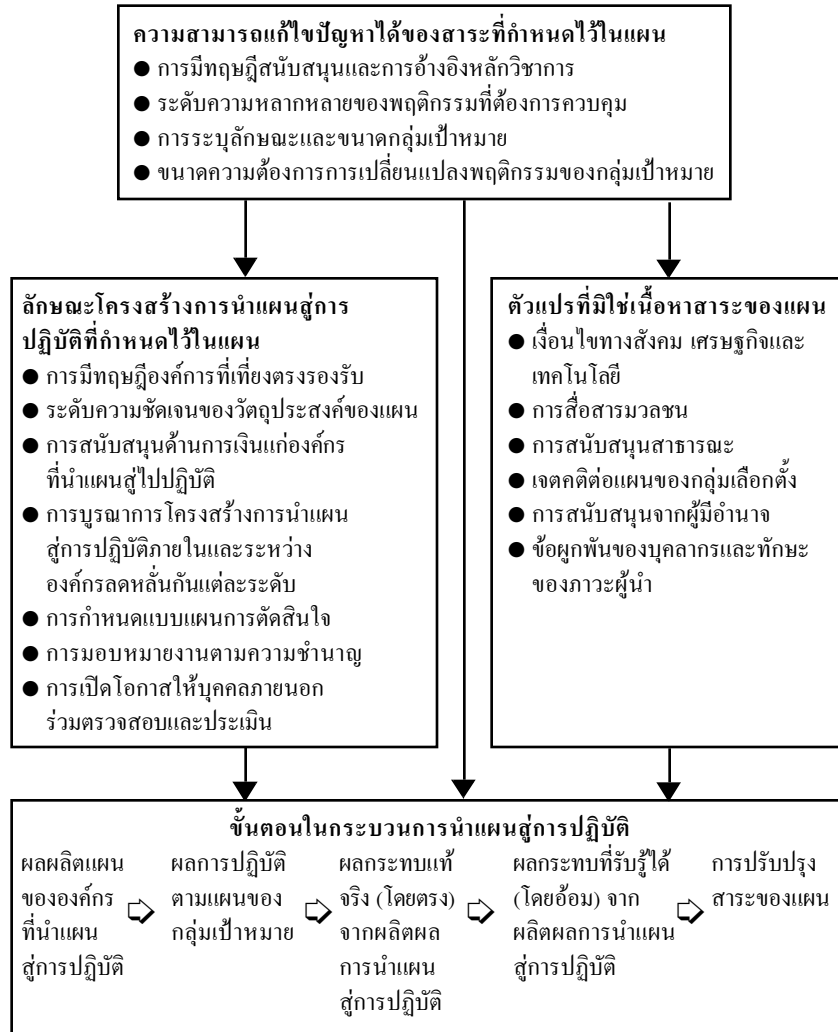 ความสามารถแก้ไขปัญหาได้ของสาระที่กำหนดไว้ในแผน
● การมีทฤษฎีสนับสนุนและการอ้างอิงหลักวิชาการ
● ระดับความหลากหลายของพฤติกรรมที่ต้องการควบคุม
● การระบุลักษณะและขนาดกลุ่มเป้าหมาย
● ขนาดความต้องการการเปลี่ยนแปลงพฤติกรรมของกลุ่มเป้าหมาย
ลักษณะโครงสร้างการนำแผนสู่การ
ปฏิบัติที่กำหนดไว้ในแผน
● การมีทฤษฎีองค์การที่เที่ยงตรงรองรับ
● ระดับความชัดเจนของวัตถุประสงค์ของแผน
● การสนับสนุนด้านการเงินแก่องค์กร
ที่นำแผนสู่ไปปฏิบัติ
● การบูรณาการโครงสร้างการนำแผน
สู่การปฏิบัติภายในและระหว่าง
องค์กรลดหลั่นกันแต่ละระดับ
● การกำหนดแบบแผนการตัดสินใจ
● การมอบหมายงานตามความชำนาญ
● การเปิดโอกาสให้บุคคลภายนอก
ร่วมตรวจสอบและประเมิน
ตัวแปรที่มิใช่เนื้อหาสาระของแผน
● เงื่อนไขทางสังคม เศรษฐกิจและ
เทคโนโลยี
● การสื่อสารมวลชน
● การสนับสนุนสาธารณะ
● เจตคติต่อแผนของกลุ่มเลือกตั้ง
● การสนับสนุนจากผู้มีอำนาจ
● ข้อผูกพันของบุคลากรและทักษะ
ของภาวะผู้นำ
ขั้นตอนในกระบวนการนำแผนสู่การปฏิบัติ
ผลผลิตแผน
ขององค์กร
ที่นำแผน
สู่การปฏิบัติ
ผลการปฏิบัติ
ตามแผนของ
กลุ่มเป้าหมาย
ผลกระทบแท้
จริง (โดยตรง)
จากผลิตผล
การนำแผน
สู่การปฏิบัติ
ผลกระทบที่รับรู้ได้
(โดยอ้อม) จาก
ผลิตผลการนำแผน
สู่การปฏิบัติ
การปรับปรุง
สาระของแผน